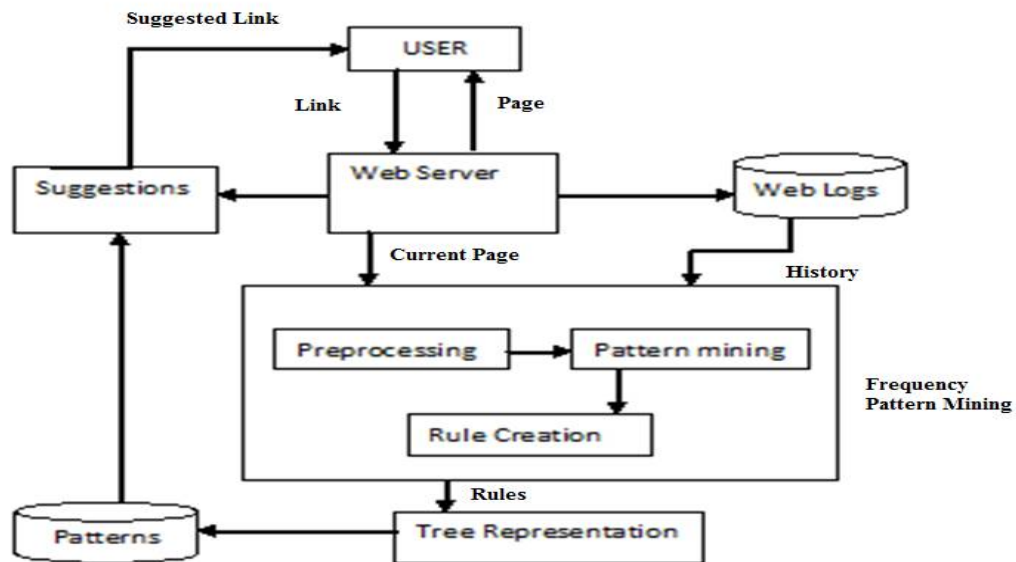 Suggested Link
USER
Link
Page
Suggestions
Web Server
Web Logs
Current Page
History
Preprocessing
Pattern mining
Frequency
Pattern Mining
Rule Creation
Rules
Patterns
Tree Representation